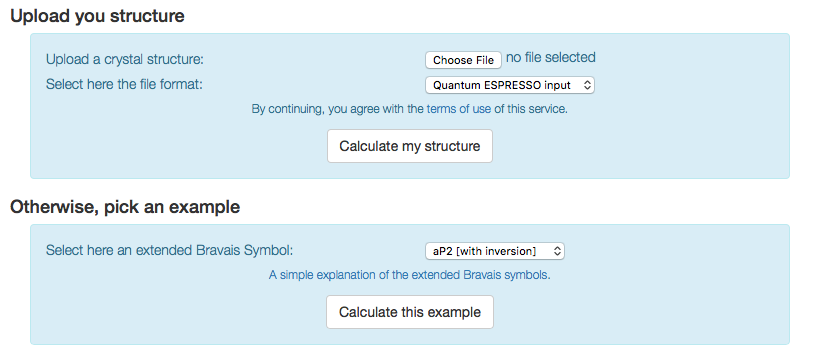 Upload you structure
Upload a crystal structure: Choose File no file selected
Select here the file format: Quantum ESPRESSO input
By continuing, you agree with the terms of use of this service.
Calculate my structure
Otherwise, pick an example
Select here an extended Bravais Symbol: aP2 [with inversion]
A simple explanation of the extended Bravais symbols.
Calculate this example